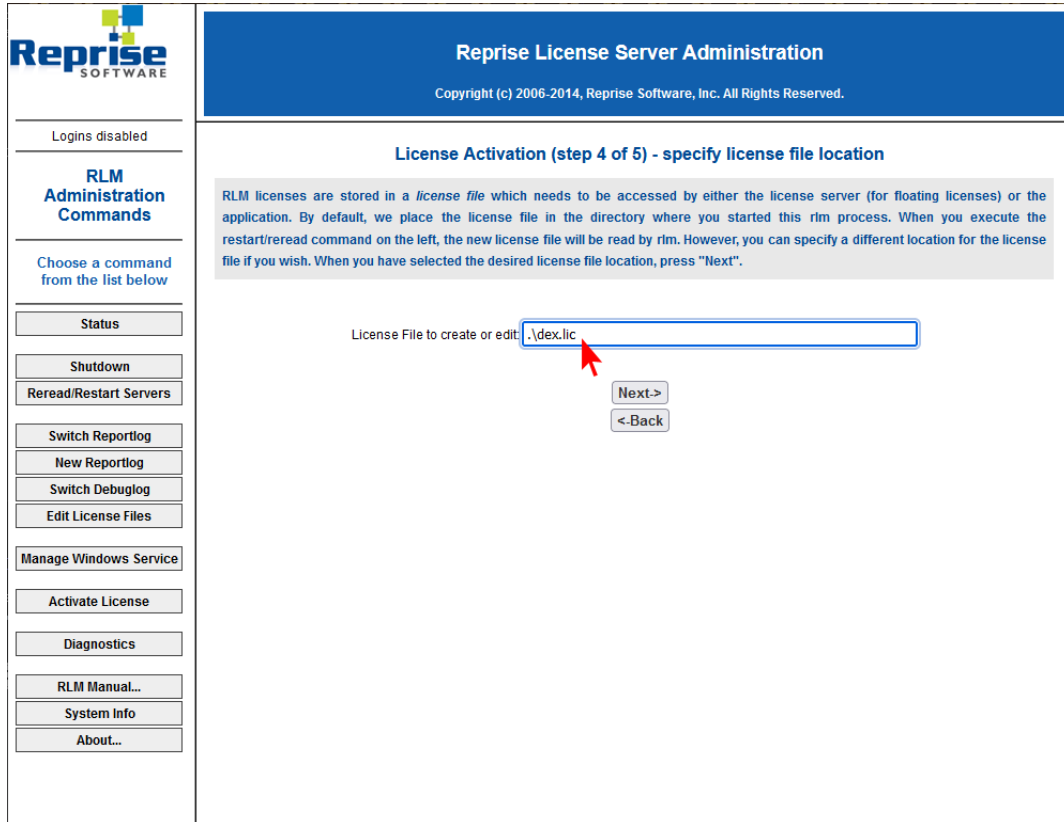 Reprise
SOFTWARE
Reprise License Server Administration
Copyright (c) 2006-2014, Reprise Software, Inc. All Rights Reserved.
Logins disabled
RLM
Administration
Commands
Choose a command
from the list below
Status
Shutdown
Reread/Restart Servers
Switch Reportlog
New Reportlog
Switch Debuglog
Edit License Files
Manage Windows Service
Activate License
Diagnostics
RLM Manual...
System Info
About...
License Activation (step 4 of 5) - specify license file location
RLM licenses are stored in a license file which needs to be accessed by either the license server (for floating licenses) or the
application. By default, we place the license file in the directory where you started this rlm process. When you execute the
restart/reread command on the left, the new license file will be read by rlm. However, you can specify a different location for the license
file if you wish. When you have selected the desired license file location, press "Next".
License File to create or edit: .\dex.lic
Next->
<-Back